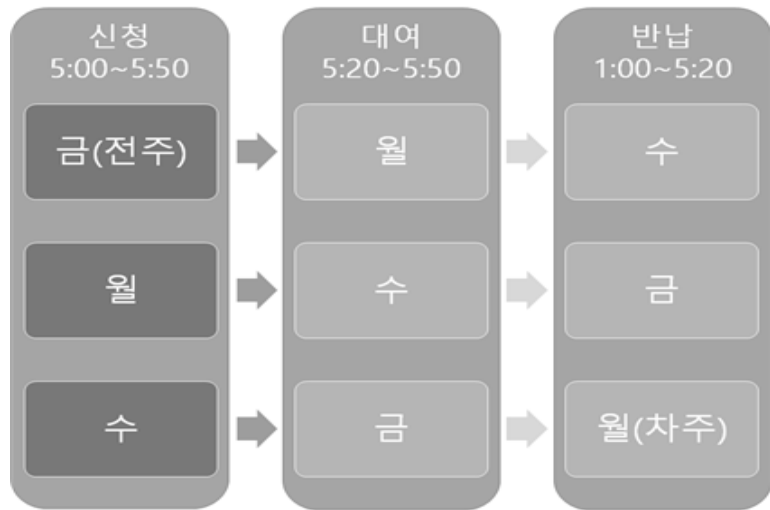 신청
5:00~5:50
대여
5:20~5:50
반납
1:00~5:20
금(전주)
월
수
월
수
금
수
금
월(차주)